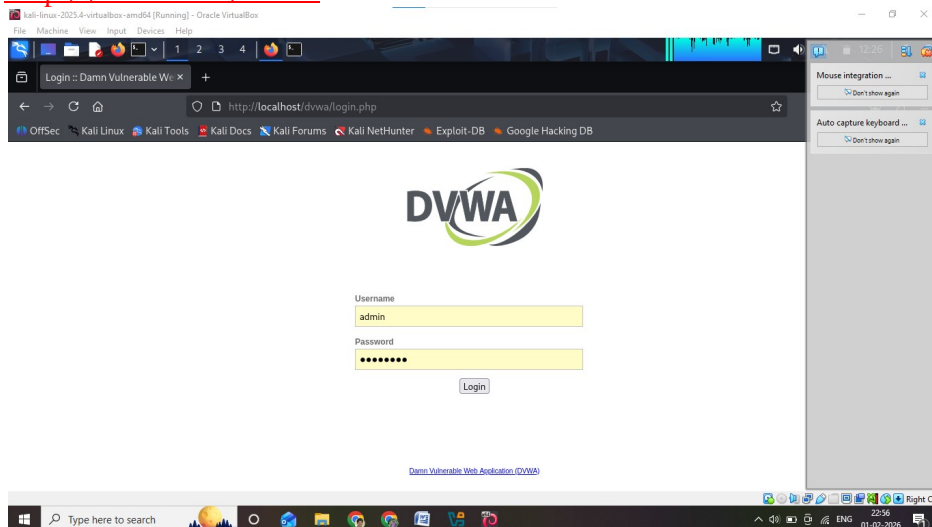 kali-linux-2025.4-virtualbox-amd64 [Running] - Oracle VirtualBox
File Machine View Input Devices Help
1 2 3 4
12:26
Login :: Damn Vulnerable We
Mouse integration ...
Don't show again
http://localhost/dvwa/login.php
OffSec Kali Linux Kali Tools Kali Docs Kali Forums Kali NetHunter Exploit-DB Google Hacking DB
Auto capture keyboard ...
Don't show again
DVWA
Username
admin
Password
Login
Damn Vulnerable Web Application (DVWA)
Right C
Type here to search
ENG
22:56
01-02-2026